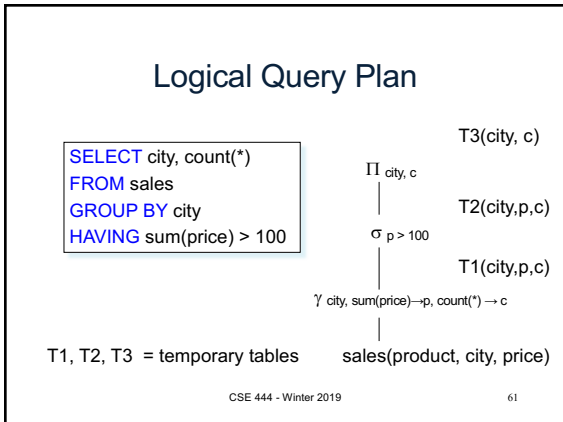 Logical Query Plan
SELECT city, count(*)
FROM sales
GROUP BY city
HAVING sum(price) > 100
T3(city, c)
Π city, c
T2(city,p,c)
σ p > 100
T1(city,p,c)
γ city, sum(price)→p, count(*) → c
T1, T2, T3 = temporary tables
sales(product, city, price)
CSE 444 - Winter 2019
61